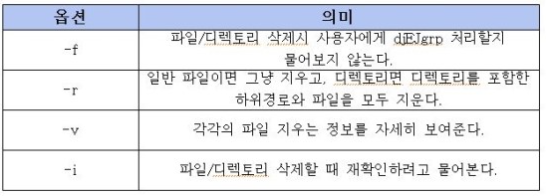 옵션 의미
-f 파일/디렉토리 삭제시 사용자에게 djEJgrp 처리할지
물어보지 않는다.
-r 일반 파일이면 그냥 지우고, 디렉토리면 디렉토리를 포함한
하위경로와 파일을 모두 지운다.
-v 각각의 파일 지우는 정보를 자세히 보여준다.
-i 파일/디렉토리 삭제할 때 재확인하려고 물어본다.